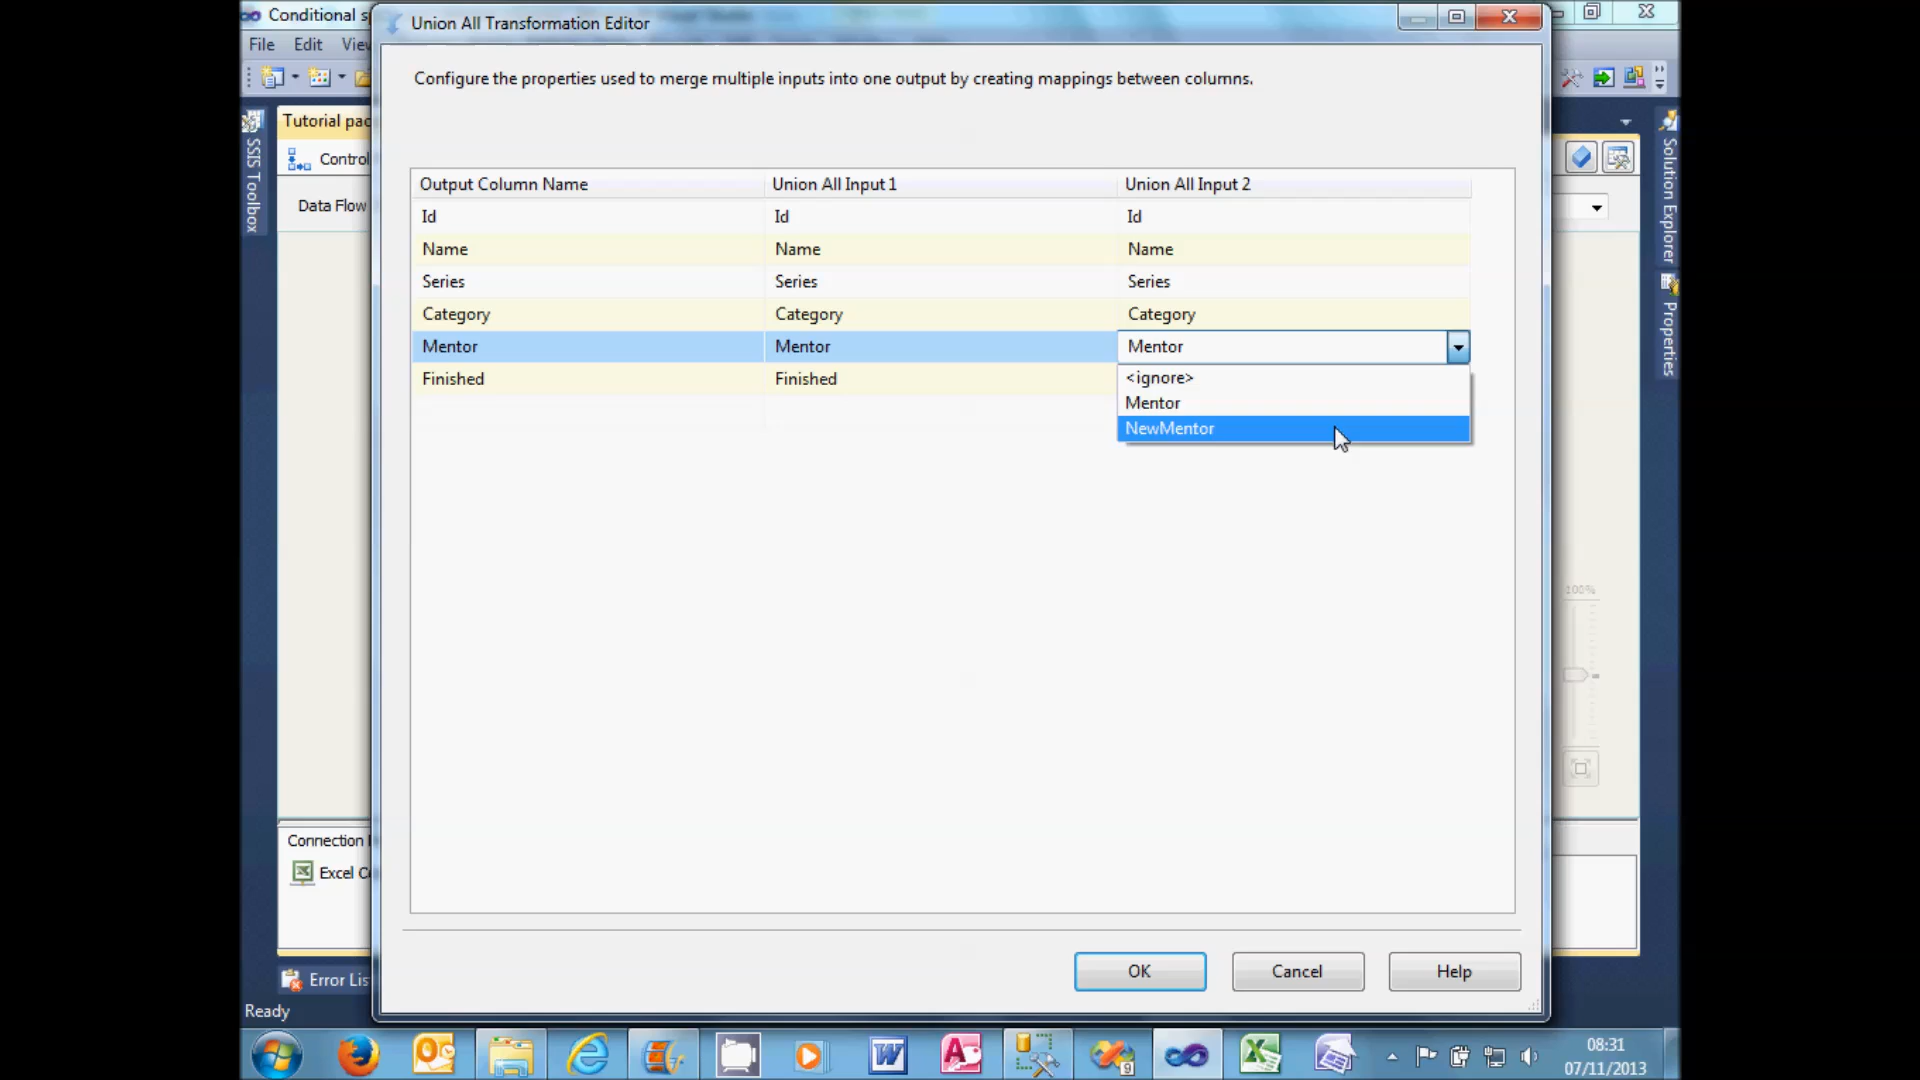 Conditional s
Union All Transformation Editor
File Edit Vie
Configure the properties used to merge multiple inputs into one output by creating mappings between columns.
Tutorial pac
Control
Data Flow
SSIS Toolbox
Solution Explorer
Properties
Output Column Name Union All Input 1 Union All Input 2
Id Id Id
Name Name Name
Series Series Series
Category Category Category
Mentor Mentor Mentor
Finished Finished
<ignore>
Mentor
NewMentor
100%
Connection
Excel Co
OK Cancel Help
Error Lis
Ready
9
08:31
07/11/2013